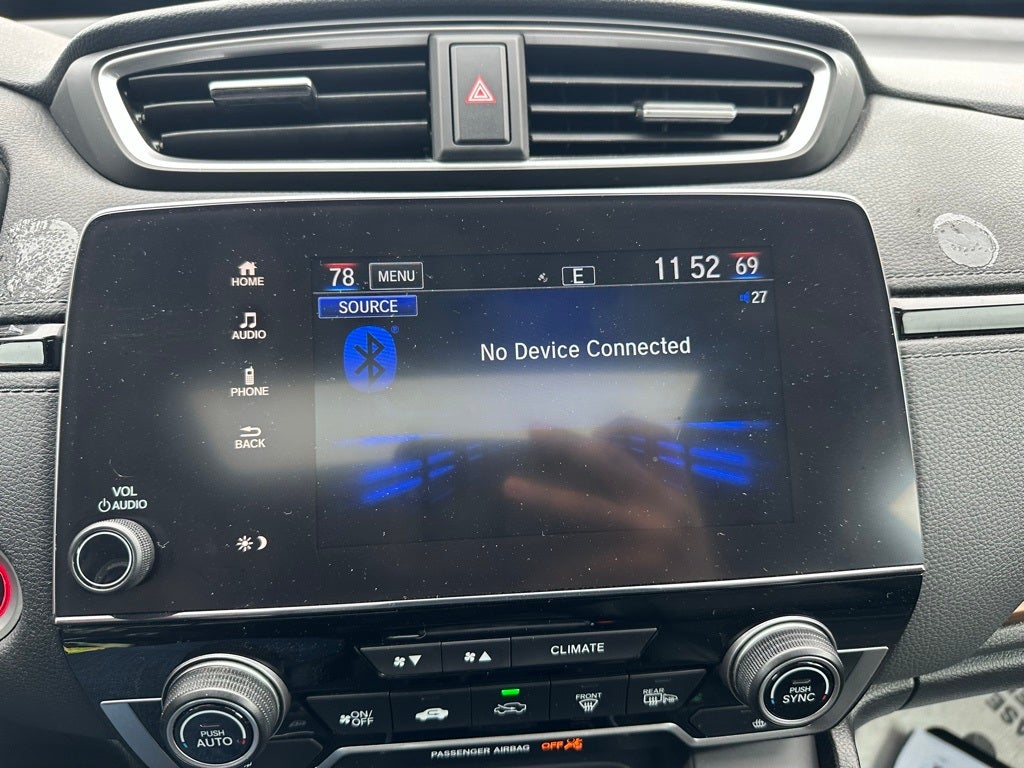 78 MENU E 11 52 69
SOURCE
27
No Device Connected
HOME
AUDIO
PHONE
BACK
VOL
AUDIO
CLIMATE
ON/
OFF
FRONT
REAR
PUSH
AUTO
PUSH
SYNC
PASSENGER AIRBAG OFF